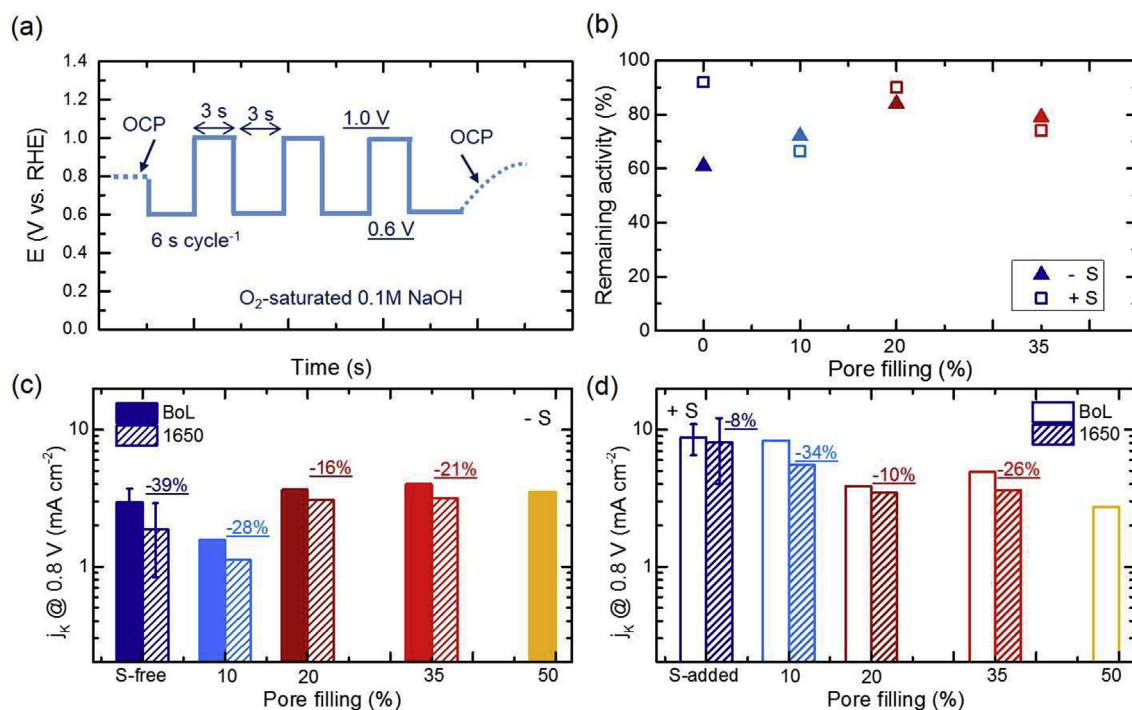 (a)
E (V vs. RHE)
1.4
1.2
1.0
0.8
0.6
0.4
0.2
0.0
OCP
3 s
3 s
1.0 V
OCP
6 s cycle⁻¹
0.6 V
O₂-saturated 0.1M NaOH
Time (s)
(b)
Remaining activity (%)
100
80
60
40
20
0
- S
+ S
0
10
20
35
Pore filling (%)
(c)
jK @ 0.8 V (mA cm⁻²)
10
1
BoL
1650
- S
-39%
-28%
-16%
-21%
S-free
10
20
35
50
Pore filling (%)
(d)
jK @ 0.8 V (mA cm⁻²)
10
1
+ S
BoL
1650
-8%
-34%
-10%
-26%
S-added
10
20
35
50
Pore filling (%)